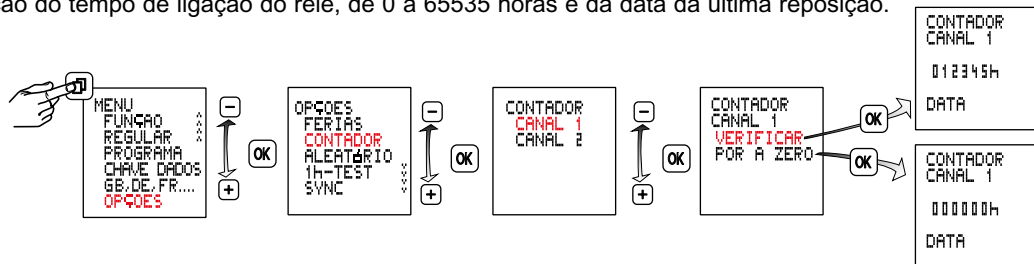 ção do tempo de ligação do relé, de 0 a 65535 horas e da data da última reposição.
MENU
FUNÇAO
REGULAR
PROGRAMA
CHAVE DADOS
GB,DE,FR....
OPÇOES
−
+
OK
OPÇOES
FERIAS
CONTADOR
ALEATÓRIO
1h-TEST
SYNC
−
+
OK
CONTADOR
CANAL 1
CANAL 2
−
+
OK
CONTADOR
CANAL 1
VERIFICAR
POR A ZERO
OK
OK
CONTADOR
CANAL 1
012345h
DATA
CONTADOR
CANAL 1
000000h
DATA